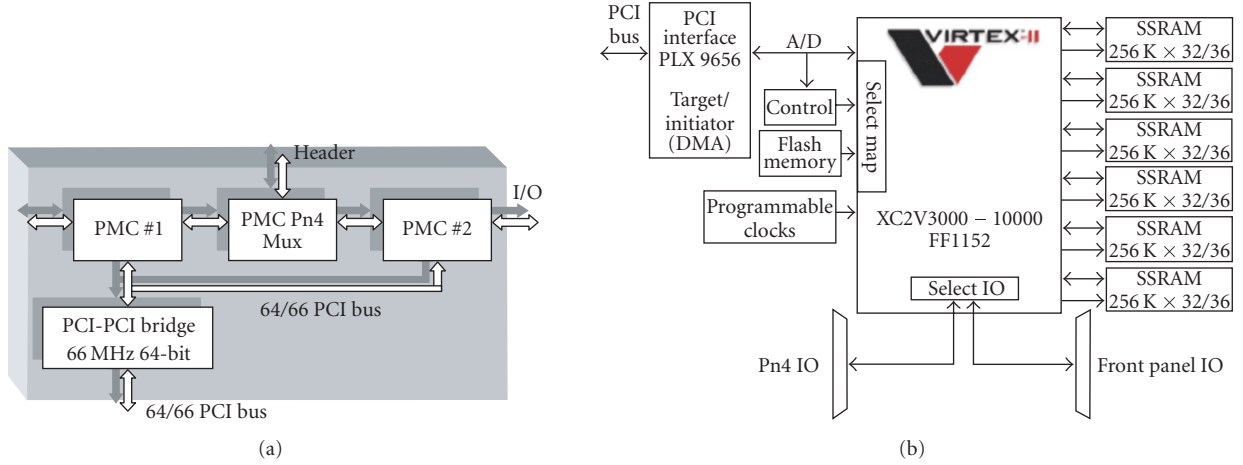 Header
I/O
PMC #1
PMC Pn4
Mux
PMC #2
64/66 PCI bus
PCI-PCI bridge
66 MHz 64-bit
64/66 PCI bus
(a)
PCI
bus
PCI
interface
PLX 9656
Target/
initiator
(DMA)
A/D
Control
Flash
memory
Programmable
clocks
Select map
VIRTEX-II
XC2V3000 – 10000
FF1152
Select IO
SSRAM
256 K × 32/36
SSRAM
256 K × 32/36
SSRAM
256 K × 32/36
SSRAM
256 K × 32/36
SSRAM
256 K × 32/36
SSRAM
256 K × 32/36
Pn4 IO
Front panel IO
(b)